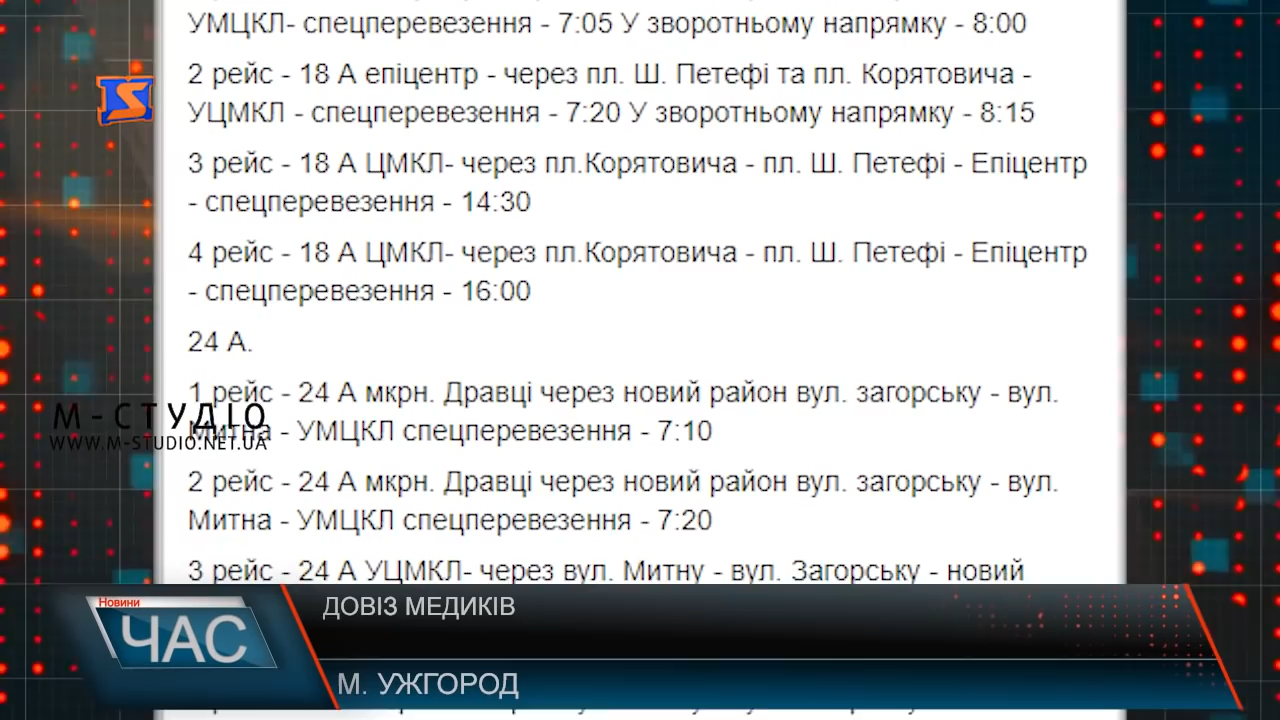 УМЦКЛ- спецперевезення - 7:05 У зворотньому напрямку - 8:00
2 рейс - 18 А епіцентр - через пл. Ш. Петефі та пл. Корятовича -
УЦМКЛ - спецперевезення - 7:20 У зворотньому напрямку - 8:15
3 рейс - 18 А ЦМКЛ- через пл.Корятовича - пл. Ш. Петефі - Епіцентр
- спецперевезення - 14:30
4 рейс - 18 А ЦМКЛ- через пл.Корятовича - пл. Ш. Петефі - Епіцентр
- спецперевезення - 16:00
24 А.
1 рейс - 24 А мкрн. Дравці через новий район вул. загорську - вул.
Митна - УМЦКЛ спецперевезення - 7:10
М-СТУДІО
WWW.M-STUDIO.NET.UA
2 рейс - 24 А мкрн. Дравці через новий район вул. загорську - вул.
Митна - УМЦКЛ спецперевезення - 7:20
3 рейс - 24 А УЦМКЛ- через вул. Митну - вул. Загорську - новий
Новини
ЧАС
ДОВІЗ МЕДИКІВ
М. УЖГОРОД